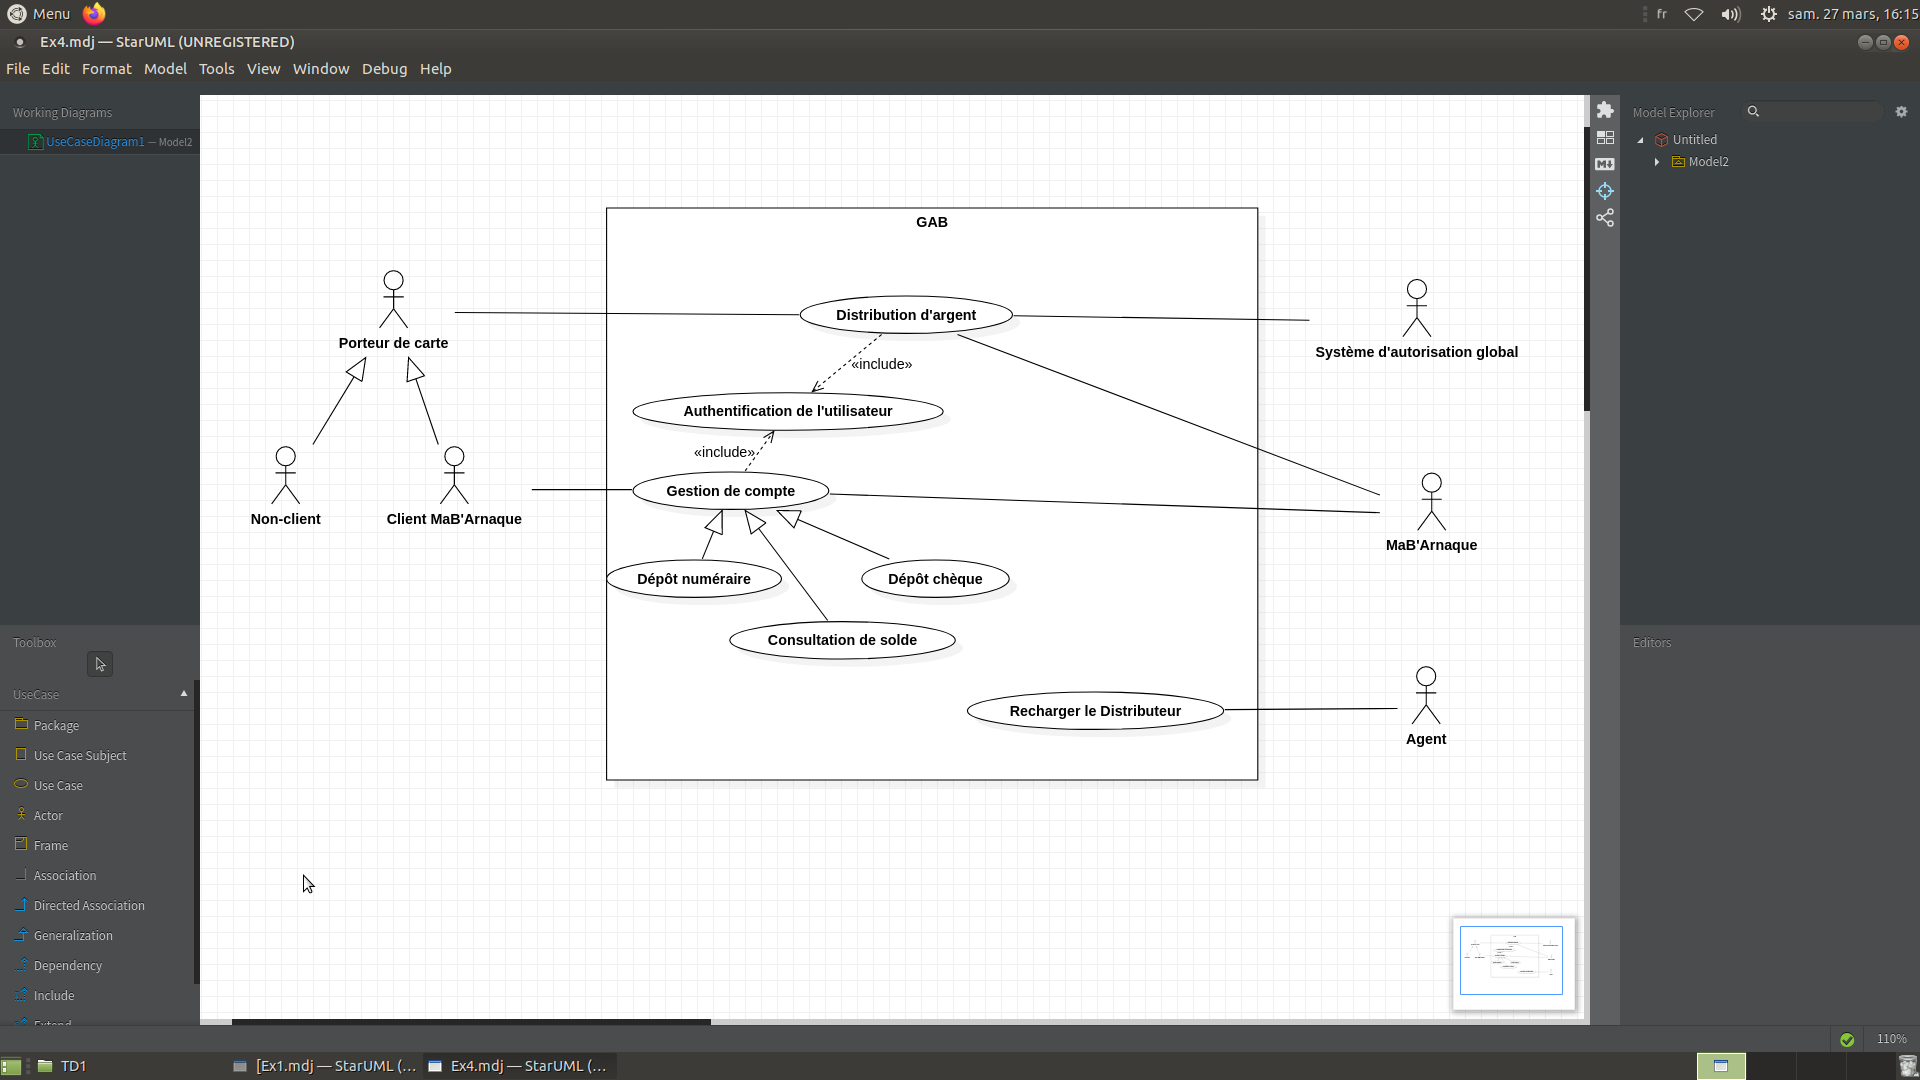 Menu
fr
sam. 27 mars, 16:15
Ex4.mdj — StarUML (UNREGISTERED)
File Edit Format Model Tools View Window Debug Help
Working Diagrams
UseCaseDiagram1 — Model2
Model Explorer
Untitled
Model2
GAB
Porteur de carte
Distribution d'argent
Système d'autorisation global
«include»
Authentification de l'utilisateur
«include»
Gestion de compte
Non-client
Client MaB'Arnaque
MaB'Arnaque
Dépôt numéraire
Dépôt chèque
Consultation de solde
Recharger le Distributeur
Agent
Toolbox
UseCase
Package
Use Case Subject
Use Case
Actor
Frame
Association
Directed Association
Generalization
Dependency
Include
Extend
Editors
M
110%
TD1
[Ex1.mdj — StarUML (...
Ex4.mdj — StarUML (...